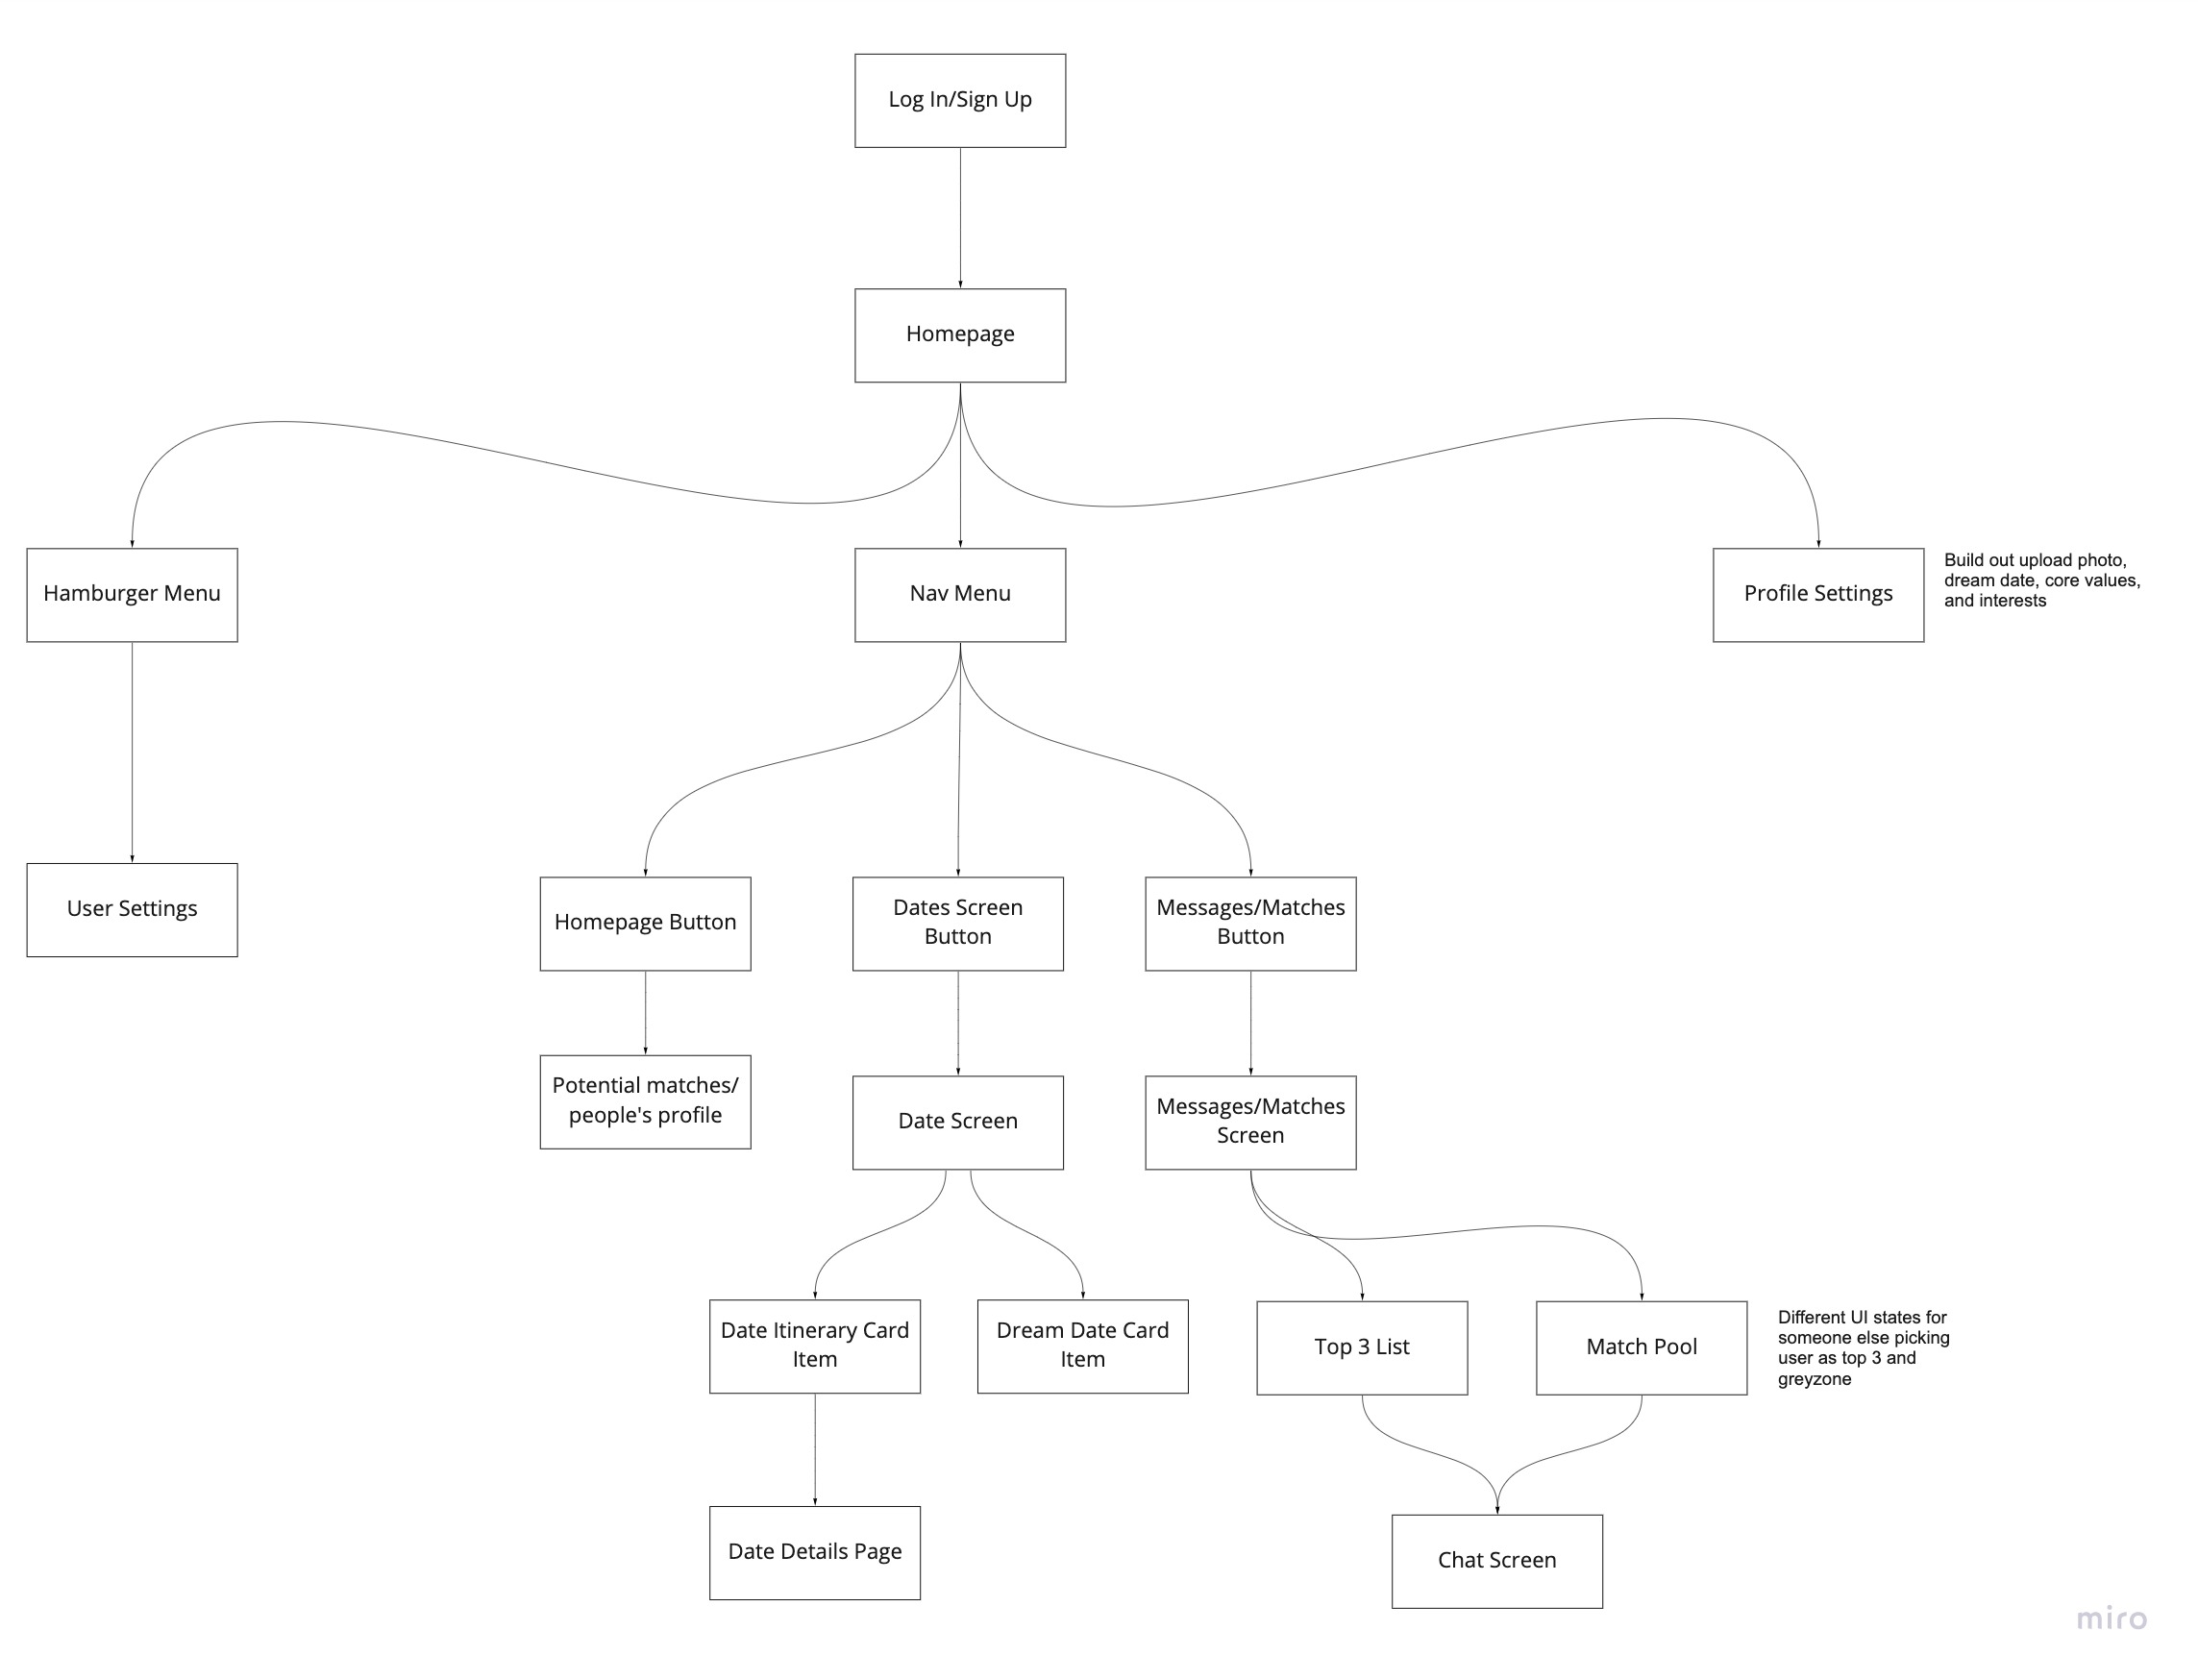 Log In/Sign Up
Homepage
Hamburger Menu
Nav Menu
Profile Settings
Build out upload photo,
dream date, core values,
and interests
User Settings
Homepage Button
Dates Screen
Button
Messages/Matches
Button
Potential matches/
people's profile
Date Screen
Messages/Matches
Screen
Date Itinerary Card
Item
Dream Date Card
Item
Top 3 List
Match Pool
Different UI states for
someone else picking
user as top 3 and
greyzone
Date Details Page
Chat Screen
miro